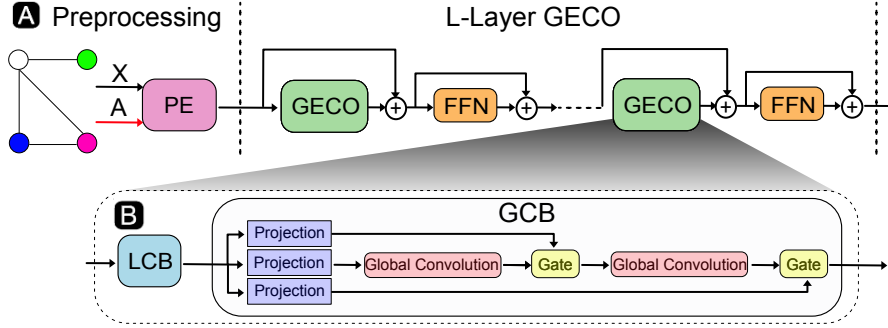 A Preprocessing
L-Layer GECO
X
A
PE
GECO
+
FFN
+
GECO
+
FFN
+
B
GCB
LCB
Projection
Projection
Global Convolution
Gate
Global Convolution
Gate
Projection